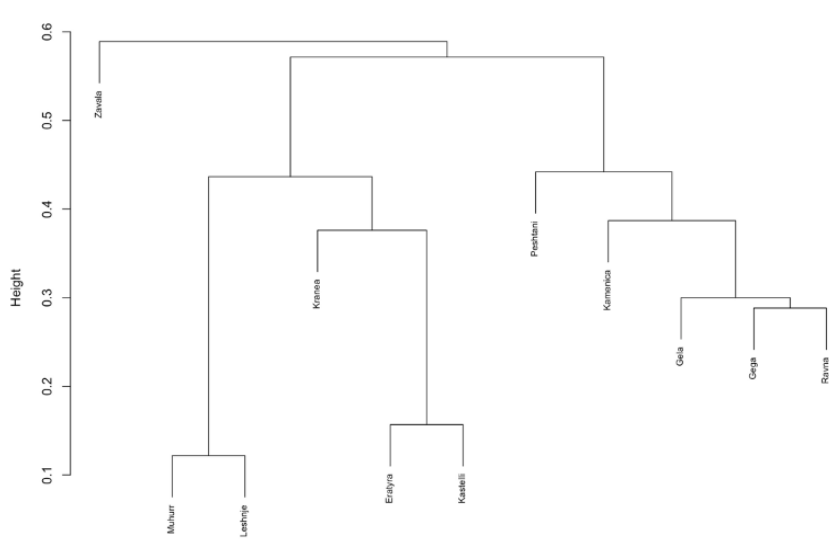 0.6
0.5
0.4
0.3
0.2
0.1
Height
Zavala
Muhurr
Leshnje
Kranea
Eratyra
Kastelli
Peshtani
Kamenica
Gela
Gega
Ravna